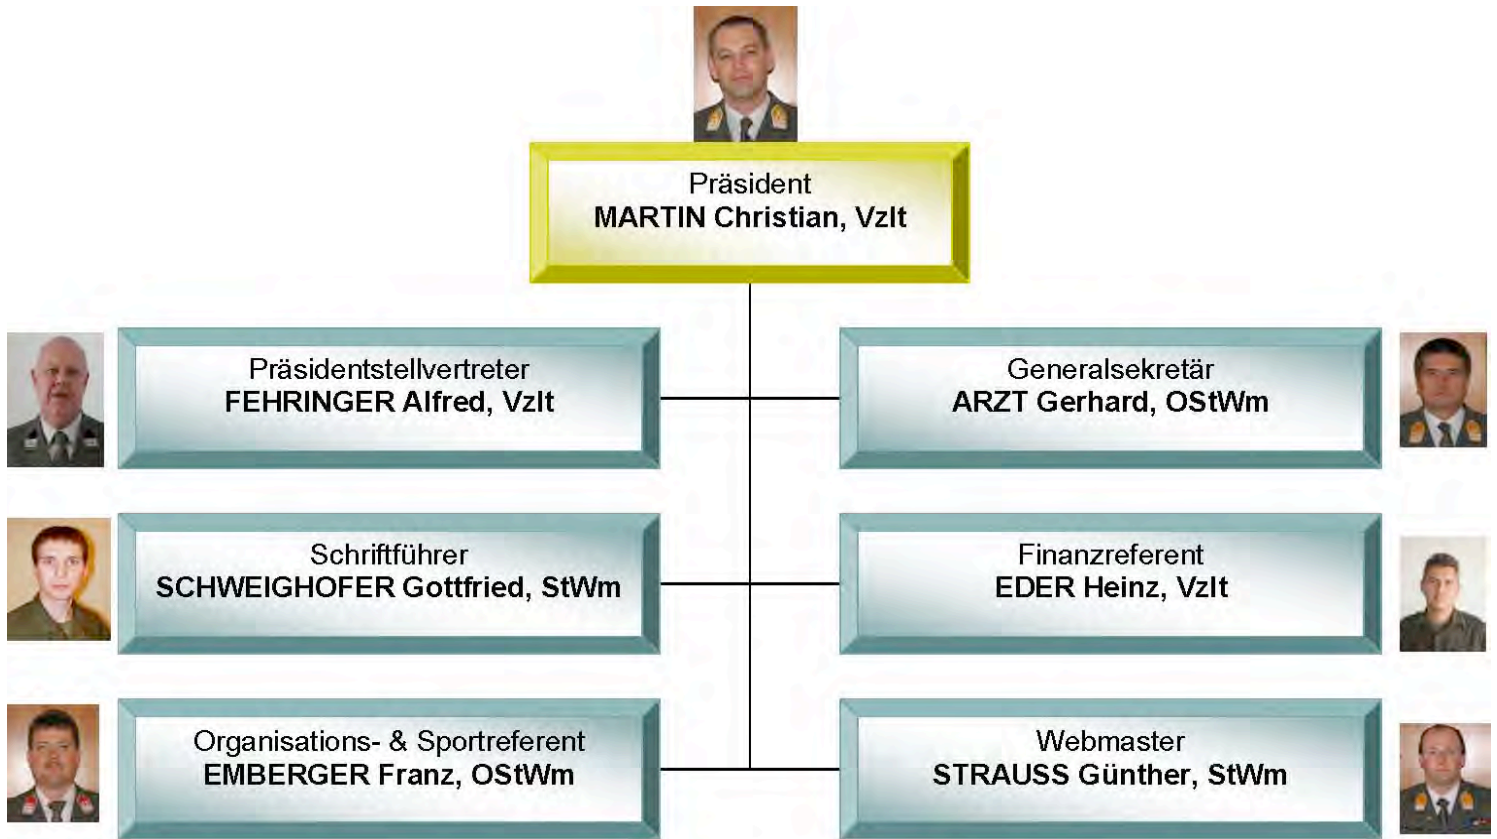 Präsident
MARTIN Christian, Vzlt
Präsidentstellvertreter
FEHRINGER Alfred, Vzlt
Generalsekretär
ARZT Gerhard, OStWm
Schriftführer
SCHWEIGHOFER Gottfried, StWm
Finanzreferent
EDER Heinz, Vzlt
Organisations- & Sportreferent
EMBERGER Franz, OStWm
Webmaster
STRAUSS Günther, StWm